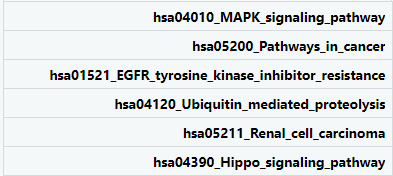 hsa04010_MAPK_signaling_pathway
hsa05200_Pathways_in_cancer
hsa01521_EGFR_tyrosine_kinase_inhibitor_resistance
hsa04120_Ubiquitin_mediated_proteolysis
hsa05211_Renal_cell_carcinoma
hsa04390_Hippo_signaling_pathway